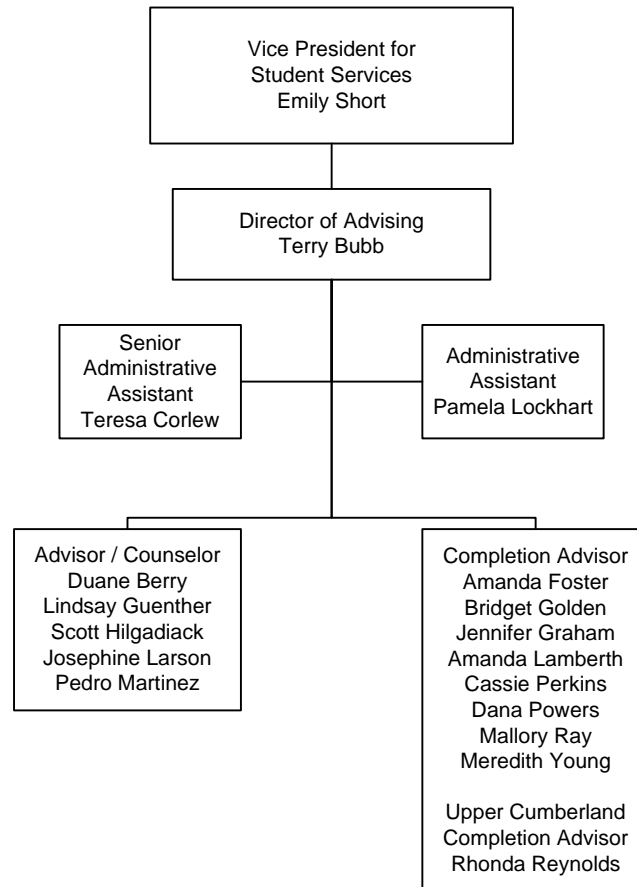 Vice President for
Student Services
Emily Short
Director of Advising
Terry Bubb
Senior
Administrative
Assistant
Teresa Corlew
Administrative
Assistant
Pamela Lockhart
Advisor / Counselor
Duane Berry
Lindsay Guenther
Scott Hilgadiack
Josephine Larson
Pedro Martinez
Completion Advisor
Amanda Foster
Bridget Golden
Jennifer Graham
Amanda Lamberth
Cassie Perkins
Dana Powers
Mallory Ray
Meredith Young
Upper Cumberland
Completion Advisor
Rhonda Reynolds